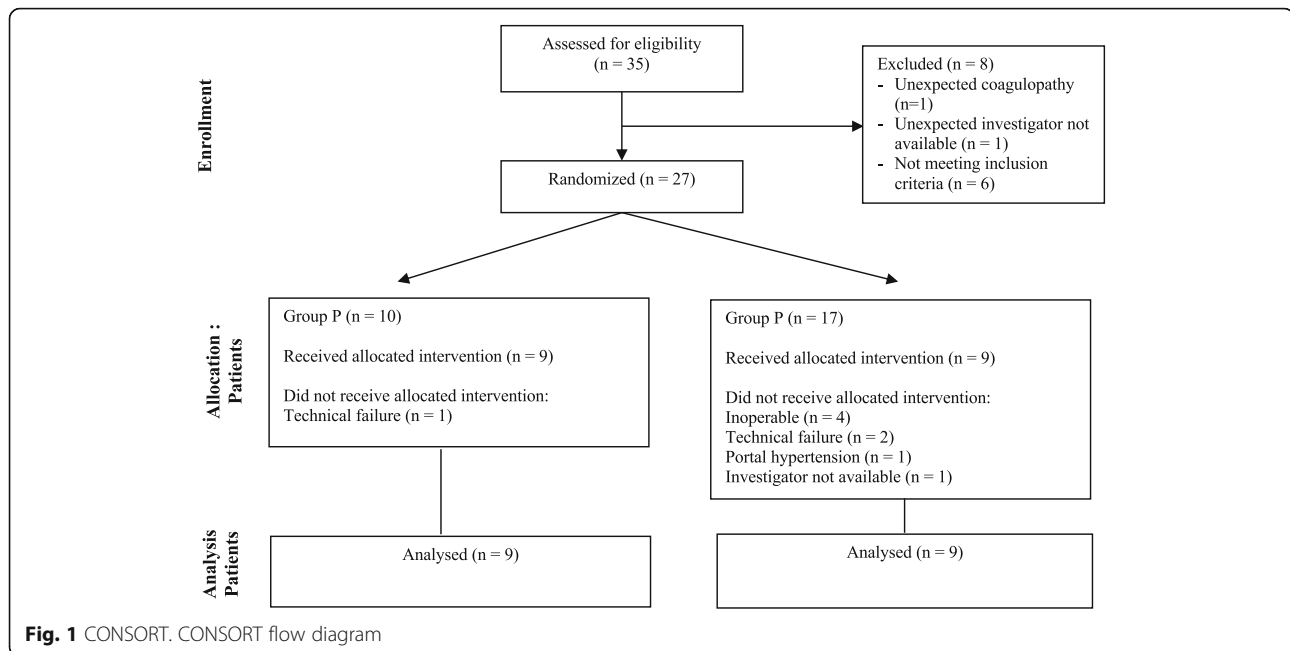 Enrollment
Assessed for eligibility
(n = 35)
Excluded (n = 8)
- Unexpected coagulopathy
(n=1)
- Unexpected investigator not
available (n = 1)
- Not meeting inclusion
criteria (n = 6)
Randomized (n = 27)
Allocation :
Patients
Group P (n = 10)
Received allocated intervention (n = 9)
Did not receive allocated intervention:
Technical failure (n = 1)
Group P (n = 17)
Received allocated intervention (n = 9)
Did not receive allocated intervention:
Inoperable (n = 4)
Technical failure (n = 2)
Portal hypertension (n = 1)
Investigator not available (n = 1)
Analysis
Patients
Analysed (n = 9)
Analysed (n = 9)
Fig. 1 CONSORT. CONSORT flow diagram